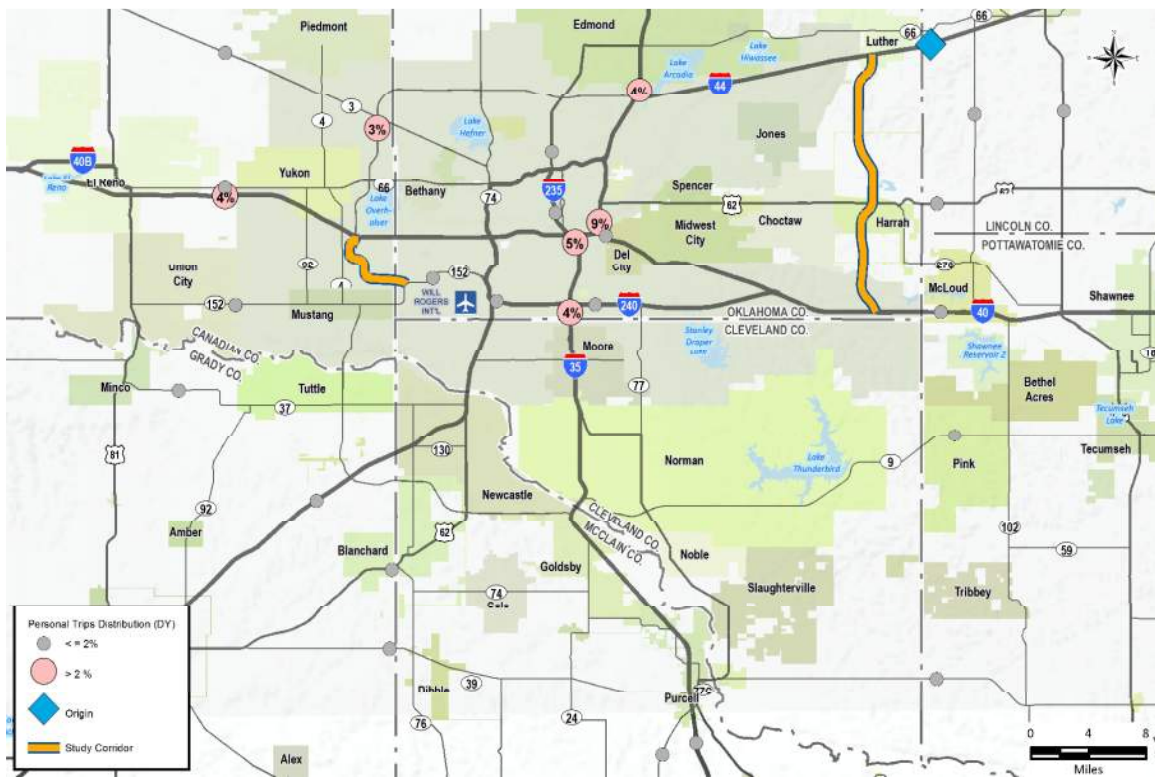 Piedmont
Edmond
66
66
Luther
Lake
Hiwassee
Lake
Arcadia
44
4%
3
4
3%
Lake
Hefner
Jones
40B
El Reno
Yukon
4%
66
Bethany
Lake
Overh-
olser
74
235
Spencer
62
Midwest
City
Choctaw
Harrah
LINCOLN CO.
POTTAWATOMIE CO.
9%
5%
Del
City
Union
City
4
152
152
Mustang
WILL
ROGERS
INT'L
4%
240
OKLAHOMA CO.
CLEVELAND CO.
McLoud
40
Shawnee
CANADIAN CO.
GRADY CO.
Moore
35
Stanley
Draper
Shawnee
Reservoir 2
77
Minco
Tuttle
37
Bethel
Acres
Tecumseh
Lake
Tecumseh
81
130
Norman
Lake
Thunderbird
9
Pink
92
Newcastle
CLEVELAND CO.
MCCLAIN CO.
102
Amber
62
Blanchard
Noble
59
Goldsby
Slaughterville
Tribbey
74
Personal Trips Distribution (DY)
< = 2%
> 2 %
Origin
Study Corridor
39
Purcell
76
24
Alex
0 4 8
Miles